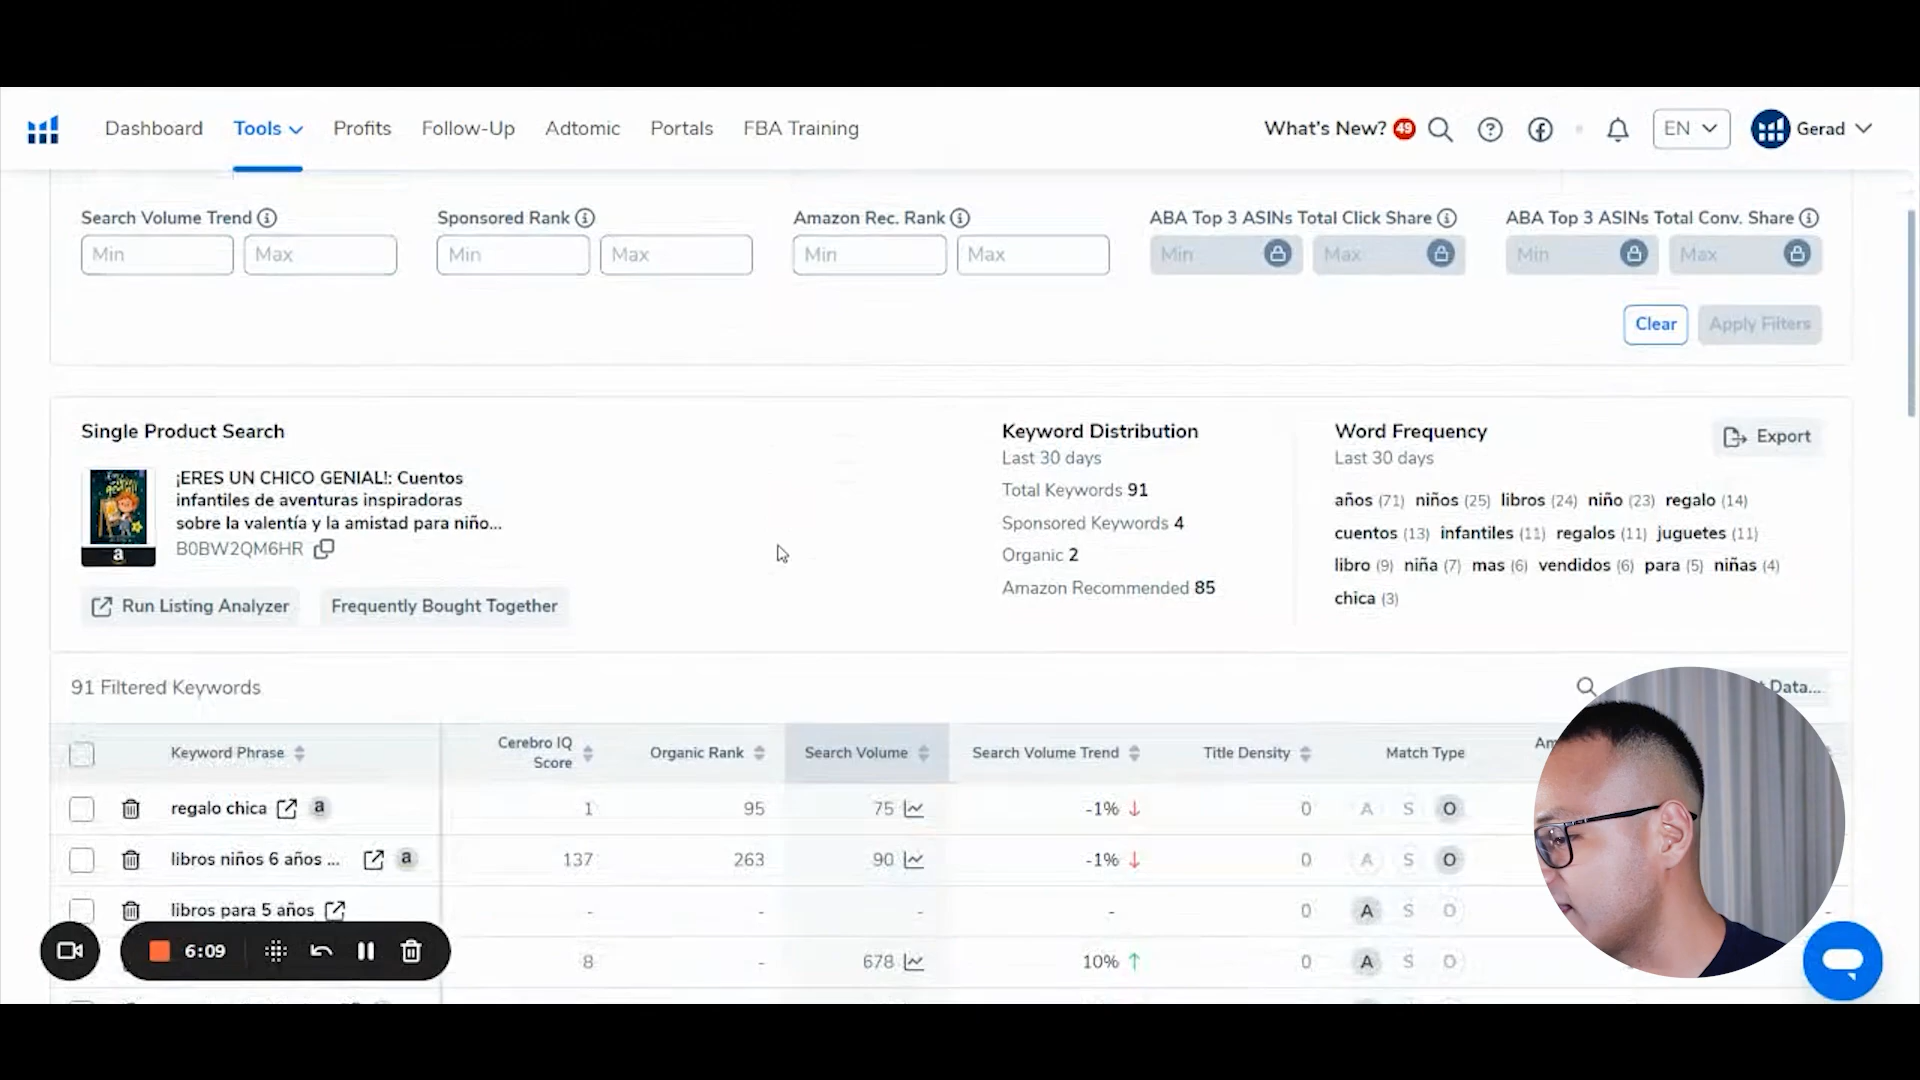 Dashboard Tools Profits Follow-Up Adtomic Portals FBA Training What's New? 49 EN Gerad
Search Volume Trend Sponsored Rank Amazon Rec. Rank ABA Top 3 ASINs Total Click Share ABA Top 3 ASINs Total Conv. Share
Min Max Min Max Min Max Min Max Min Max
Clear Apply Filters
Single Product Search
¡ERES UN CHICO GENIAL!: Cuentos
infantiles de aventuras inspiradoras
sobre la valentía y la amistad para niño...
B0BW2QM6HR
a
Run Listing Analyzer Frequently Bought Together
Keyword Distribution
Last 30 days
Total Keywords 91
Sponsored Keywords 4
Organic 2
Amazon Recommended 85
Word Frequency
Last 30 days
Export
años (71) niños (25) libros (24) niño (23) regalo (14)
cuentos (13) infantiles (11) regalos (11) juguetes (11)
libro (9) niña (7) mas (6) vendidos (6) para (5) niñas (4)
chica (3)
91 Filtered Keywords Data...
Keyword Phrase Cerebro IQ Score Organic Rank Search Volume Search Volume Trend Title Density Match Type
regalo chica a 1 95 75 -1% 0 A S O
libros niños 6 años ... a 137 263 90 -1% 0 A S O
libros para 5 años - - - - 0 A S O -
8 - 678 10% 0 A S O
6:09